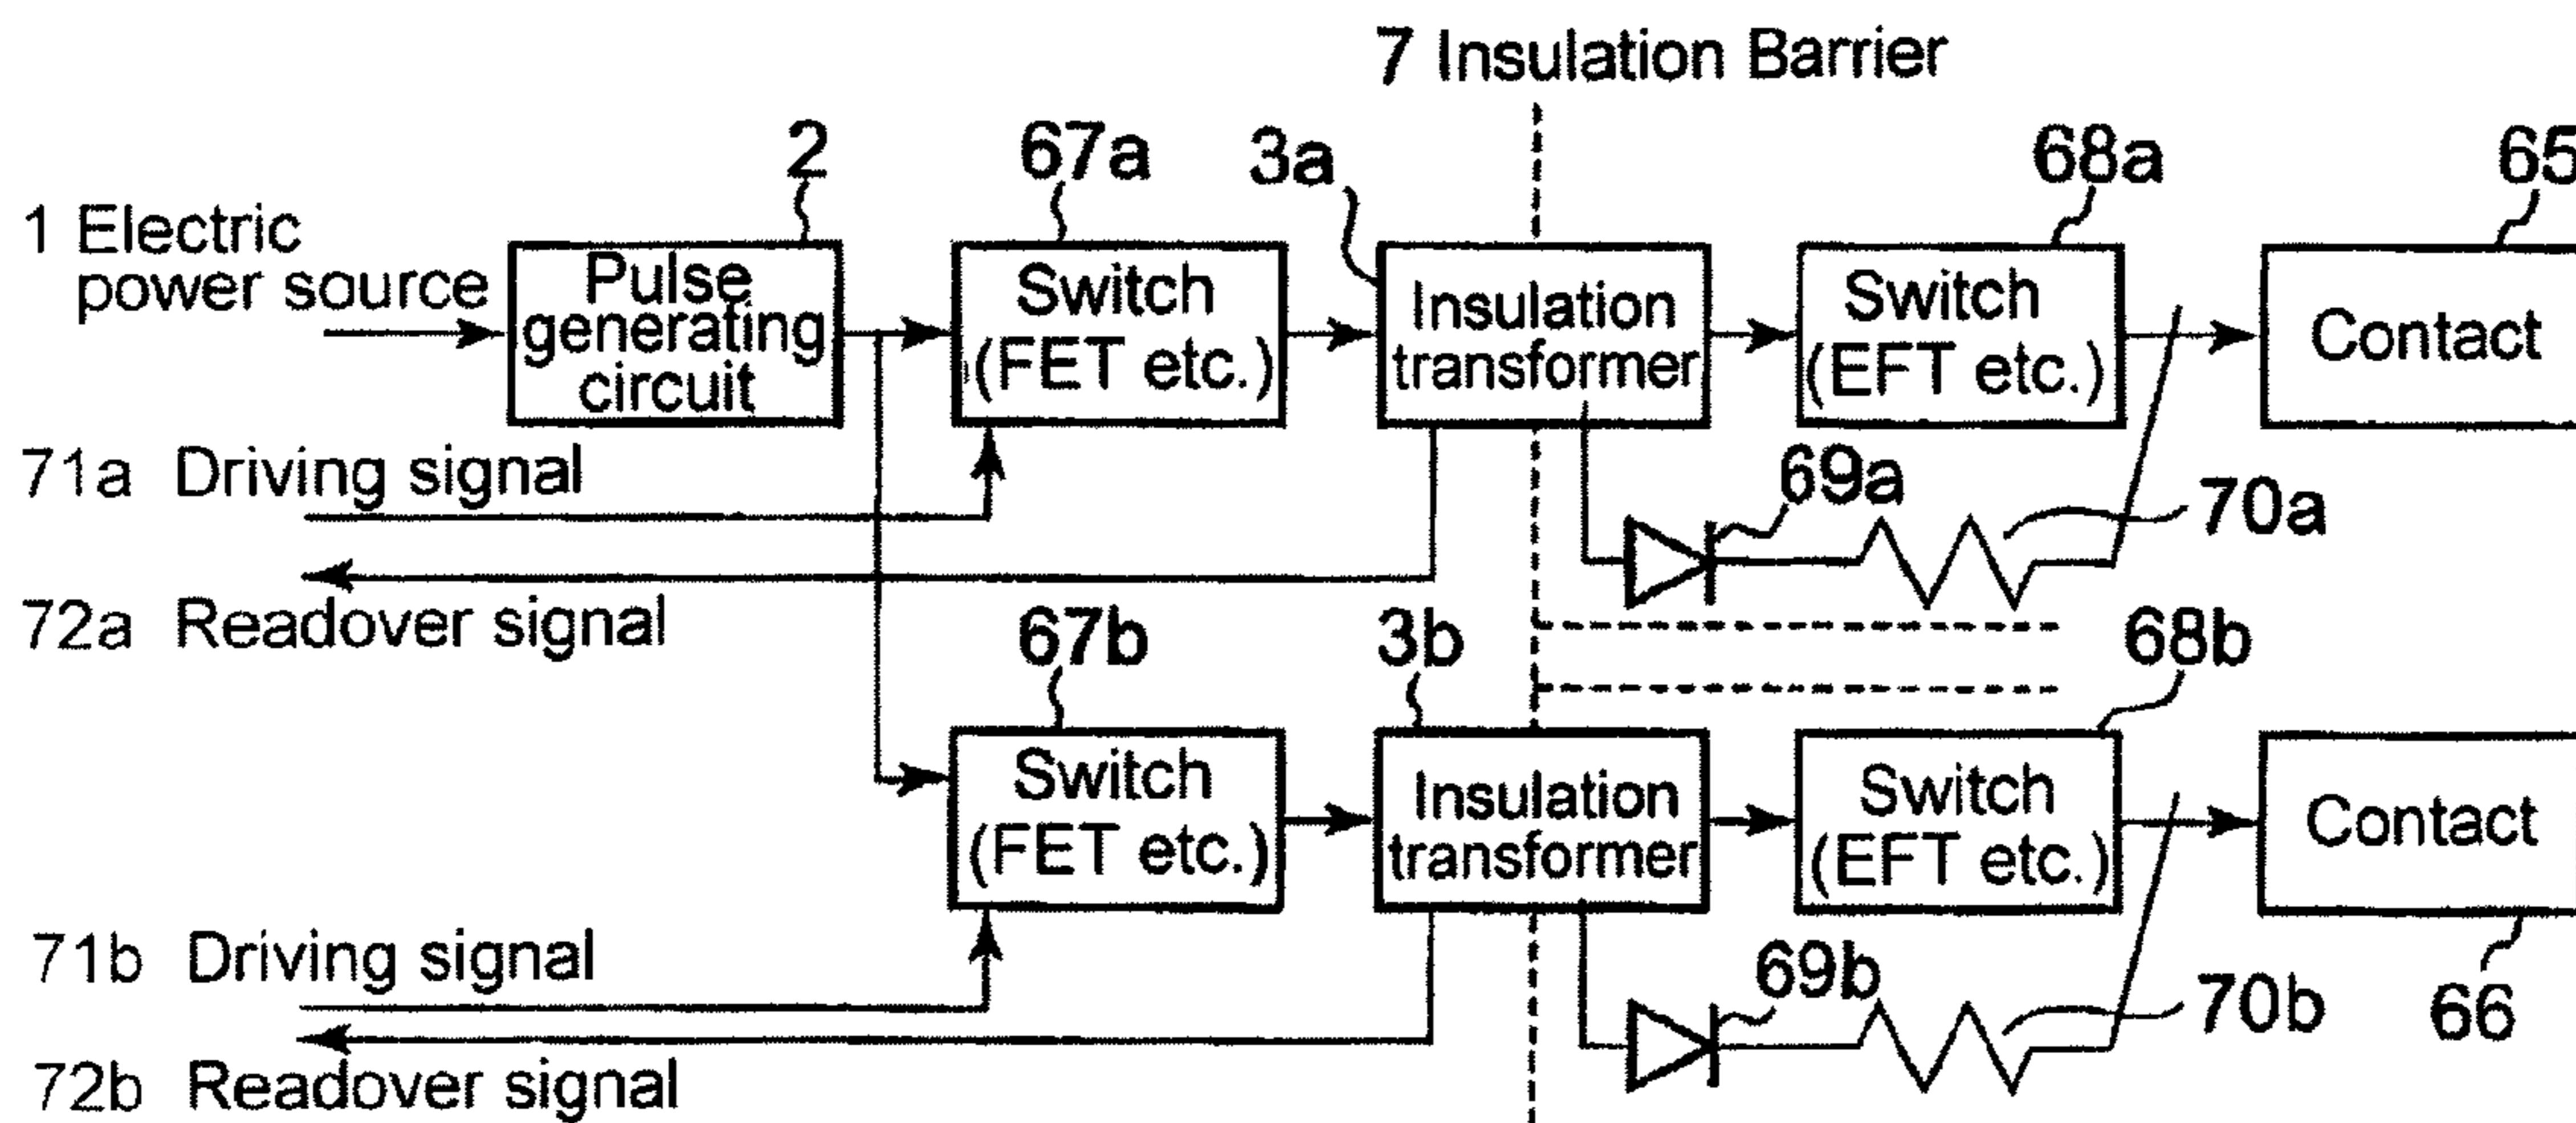 7 Insulation Barrier
2
67a
3a
68a
65
1 Electric
power source
Pulse
generating
circuit
Switch
(FET etc.)
Insulation
transformer
Switch
(EFT etc.)
Contact
71a Driving signal
69a
70a
72a Readover signal
67b
3b
68b
Switch
(FET etc.)
Insulation
transformer
Switch
(EFT etc.)
Contact
71b Driving signal
69b
70b
66
72b Readover signal